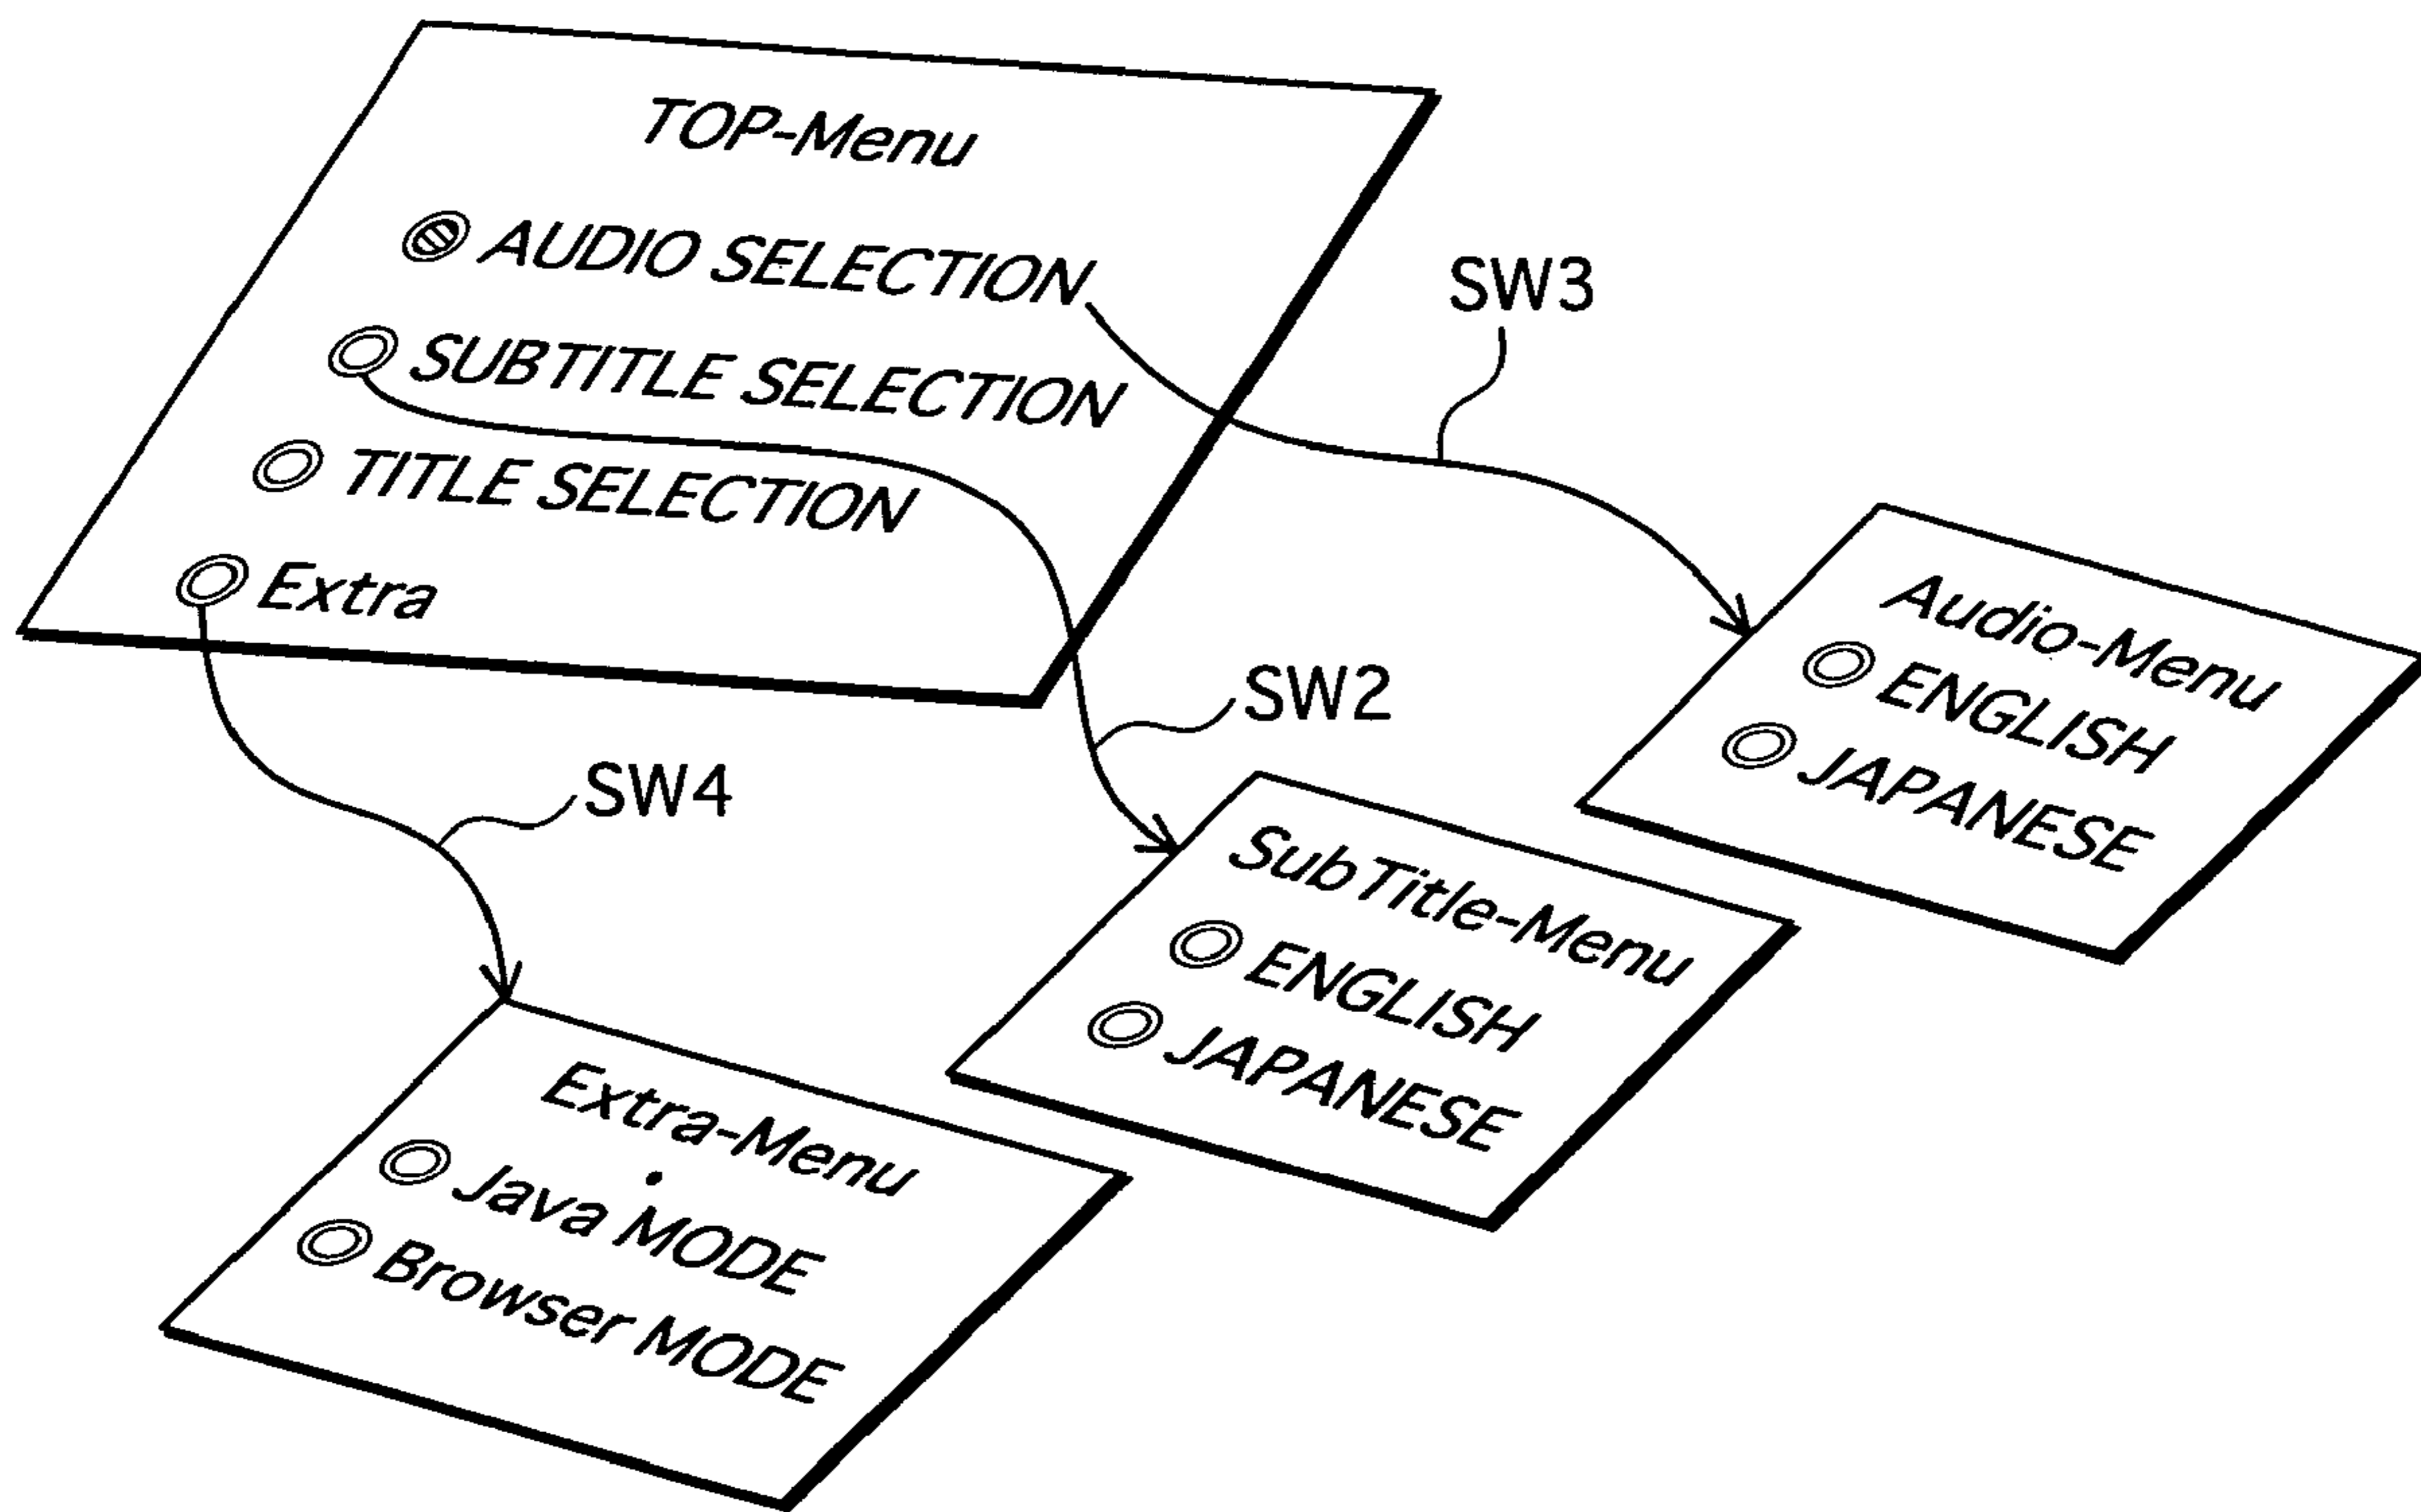 TOP-Menu
AUDIO SELECTION
SUBTITLE SELECTION
TITLE SELECTION
Extra
SW3
SW2
SW4
Audio-Menu
ENGLISH
JAPANESE
SubTitle-Menu
ENGLISH
JAPANESE
Extra-Menu
Java MODE
Browser MODE